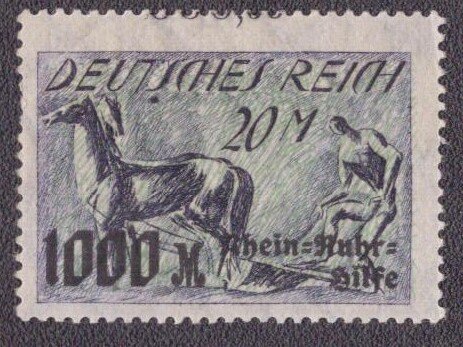 DEUTSCHES REICH
20 M
1000 M. Rhein=Ruhr=
Hilfe